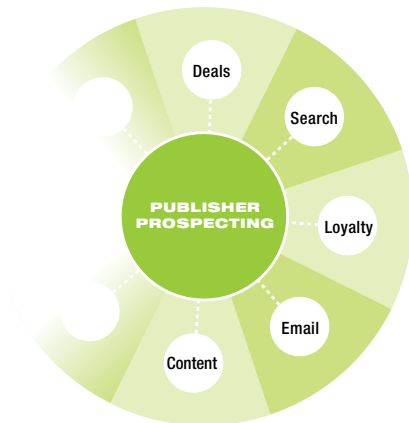 Deals
Search
PUBLISHER
PROSPECTING
Loyalty
Email
Content